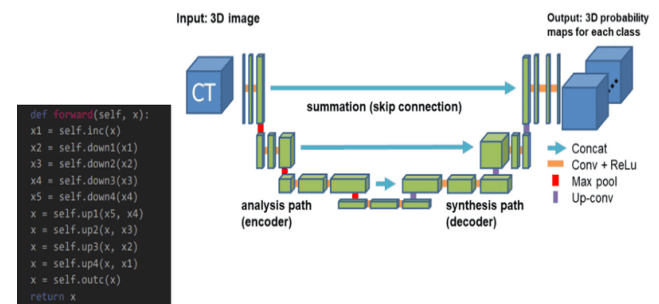 Input: 3D image
Output: 3D probability
maps for each class
CT
summation (skip connection)
def forward(self, x):
x1 = self.inc(x)
x2 = self.down1(x1)
x3 = self.down2(x2)
x4 = self.down3(x3)
x5 = self.down4(x4)
x = self.up1(x5, x4)
x = self.up2(x, x3)
x = self.up3(x, x2)
x = self.up4(x, x1)
x = self.outc(x)
return x
analysis path
(encoder)
synthesis path
(decoder)
Concat
Conv + ReLu
Max pool
Up-conv